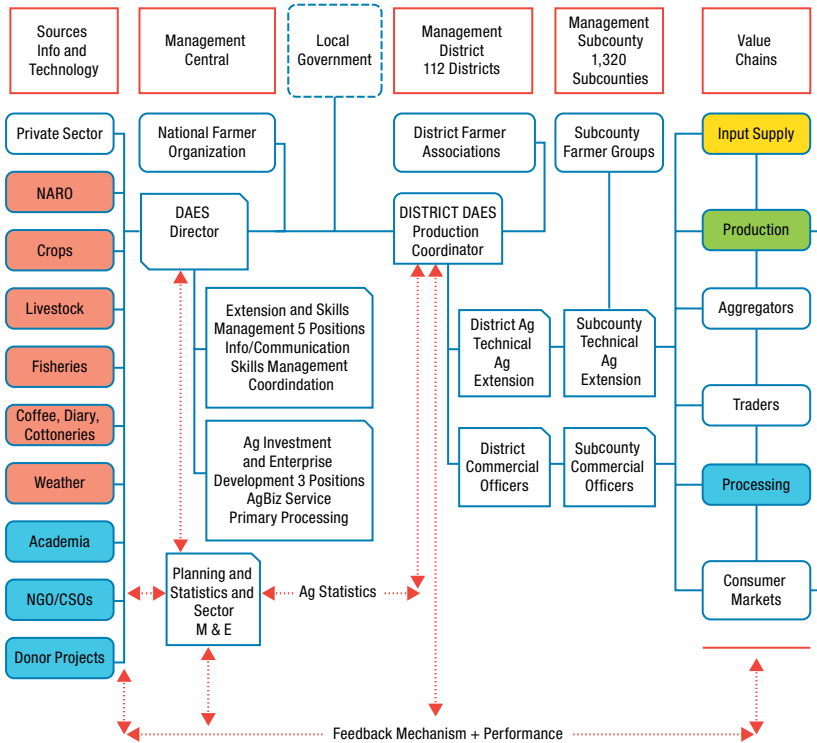 Sources
Info and
Technology
Management
Central
Local
Government
Management
District
112 Districts
Management
Subcounty
1,320
Subcounties
Value
Chains
Private Sector
NARO
Crops
Livestock
Fisheries
Coffee, Diary,
Cottoneries
Weather
Academia
NGO/CSOs
Donor Projects
National Farmer
Organization
DAES
Director
Extension and Skills
Management 5 Positions
Info/Communication
Skills Management
Coordendation
Ag Investment
and Enterprise
Development 3 Positions
AgBiz Service
Primary Processing
Planning and
Statistics and
Sector
M & E
Ag Statistics
District Farmer
Associations
DISTRICT DAES
Production
Coordinator
District Ag
Technical
Ag
Extension
District
Commercial
Officers
Subcounty
Farmer Groups
Subcounty
Technical
Ag
Extension
Subcounty
Commercial
Officers
Input Supply
Production
Aggregators
Traders
Processing
Consumer
Markets
Feedback Mechanism + Performance